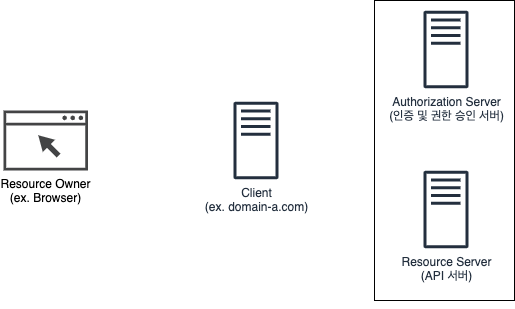 Authorization Server
(인증 및 권한 승인 서버)
Resource Owner
(ex. Browser)
Client
(ex. domain-a.com)
Resource Server
(API 서버)